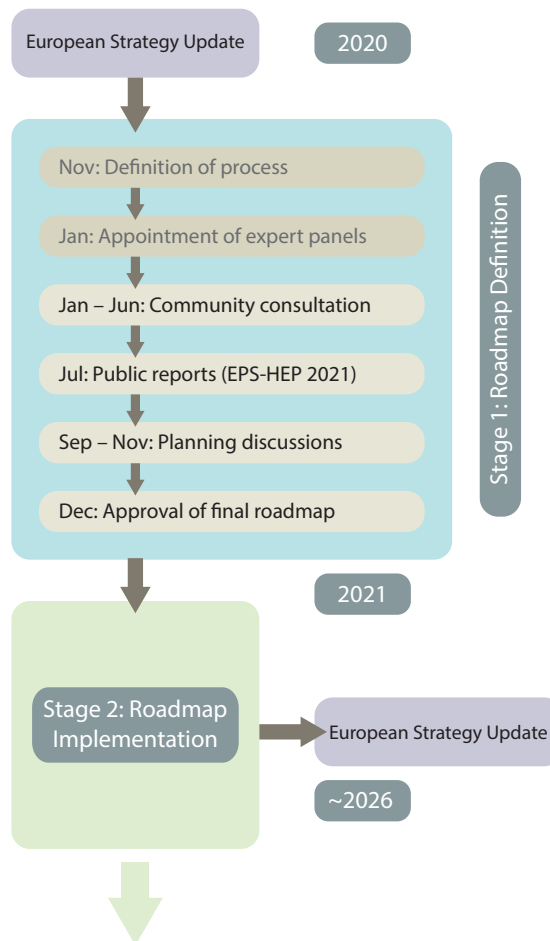 European Strategy Update
2020
Nov: Definition of process
Jan: Appointment of expert panels
Jan – Jun: Community consultation
Jul: Public reports (EPS-HEP 2021)
Sep – Nov: Planning discussions
Dec: Approval of final roadmap
Stage 1: Roadmap Definition
2021
Stage 2: Roadmap
Implementation
European Strategy Update
~2026